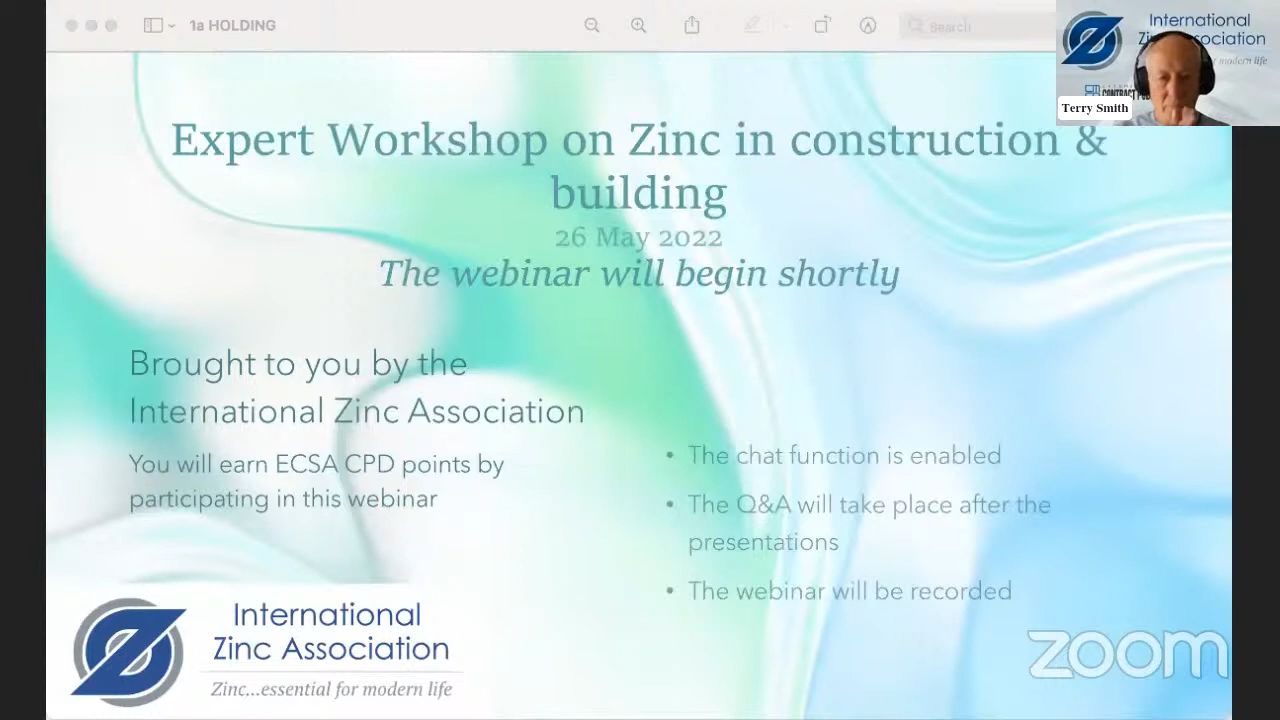 1a HOLDING
Search
International
Zinc Association
for modern life
Terry Smith
Expert Workshop on Zinc in construction &
building
26 May 2022
The webinar will begin shortly
Brought to you by the
International Zinc Association
You will earn ECSA CPD points by
participating in this webinar
• The chat function is enabled
• The Q&A will take place after the
presentations
• The webinar will be recorded
International
Zinc Association
Zinc...essential for modern life
zoom